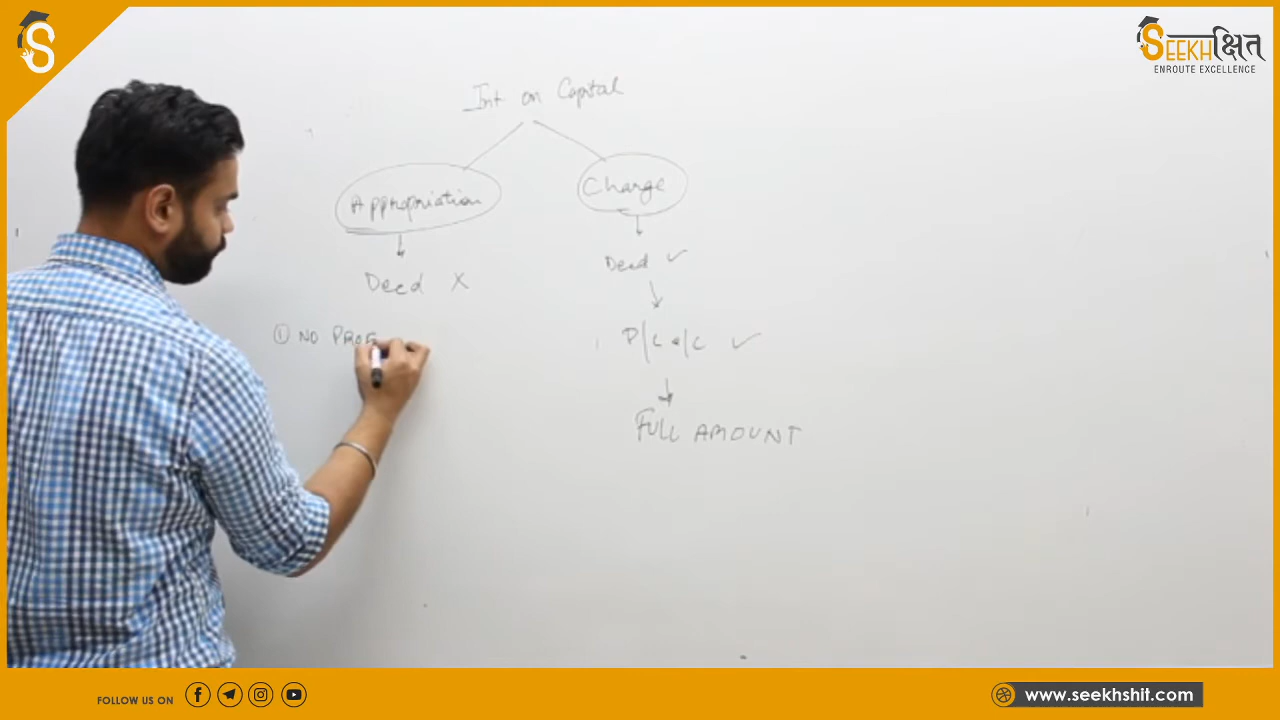 S
SEEKHक्षित
ENROUTE EXCELLENCE
Int on Capital
Appropriation
Charge
Deed X
Deed ✓
① NO PROF
P/L a/c ✓
FULL AMOUNT
FOLLOW US ON
www.seekhshit.com